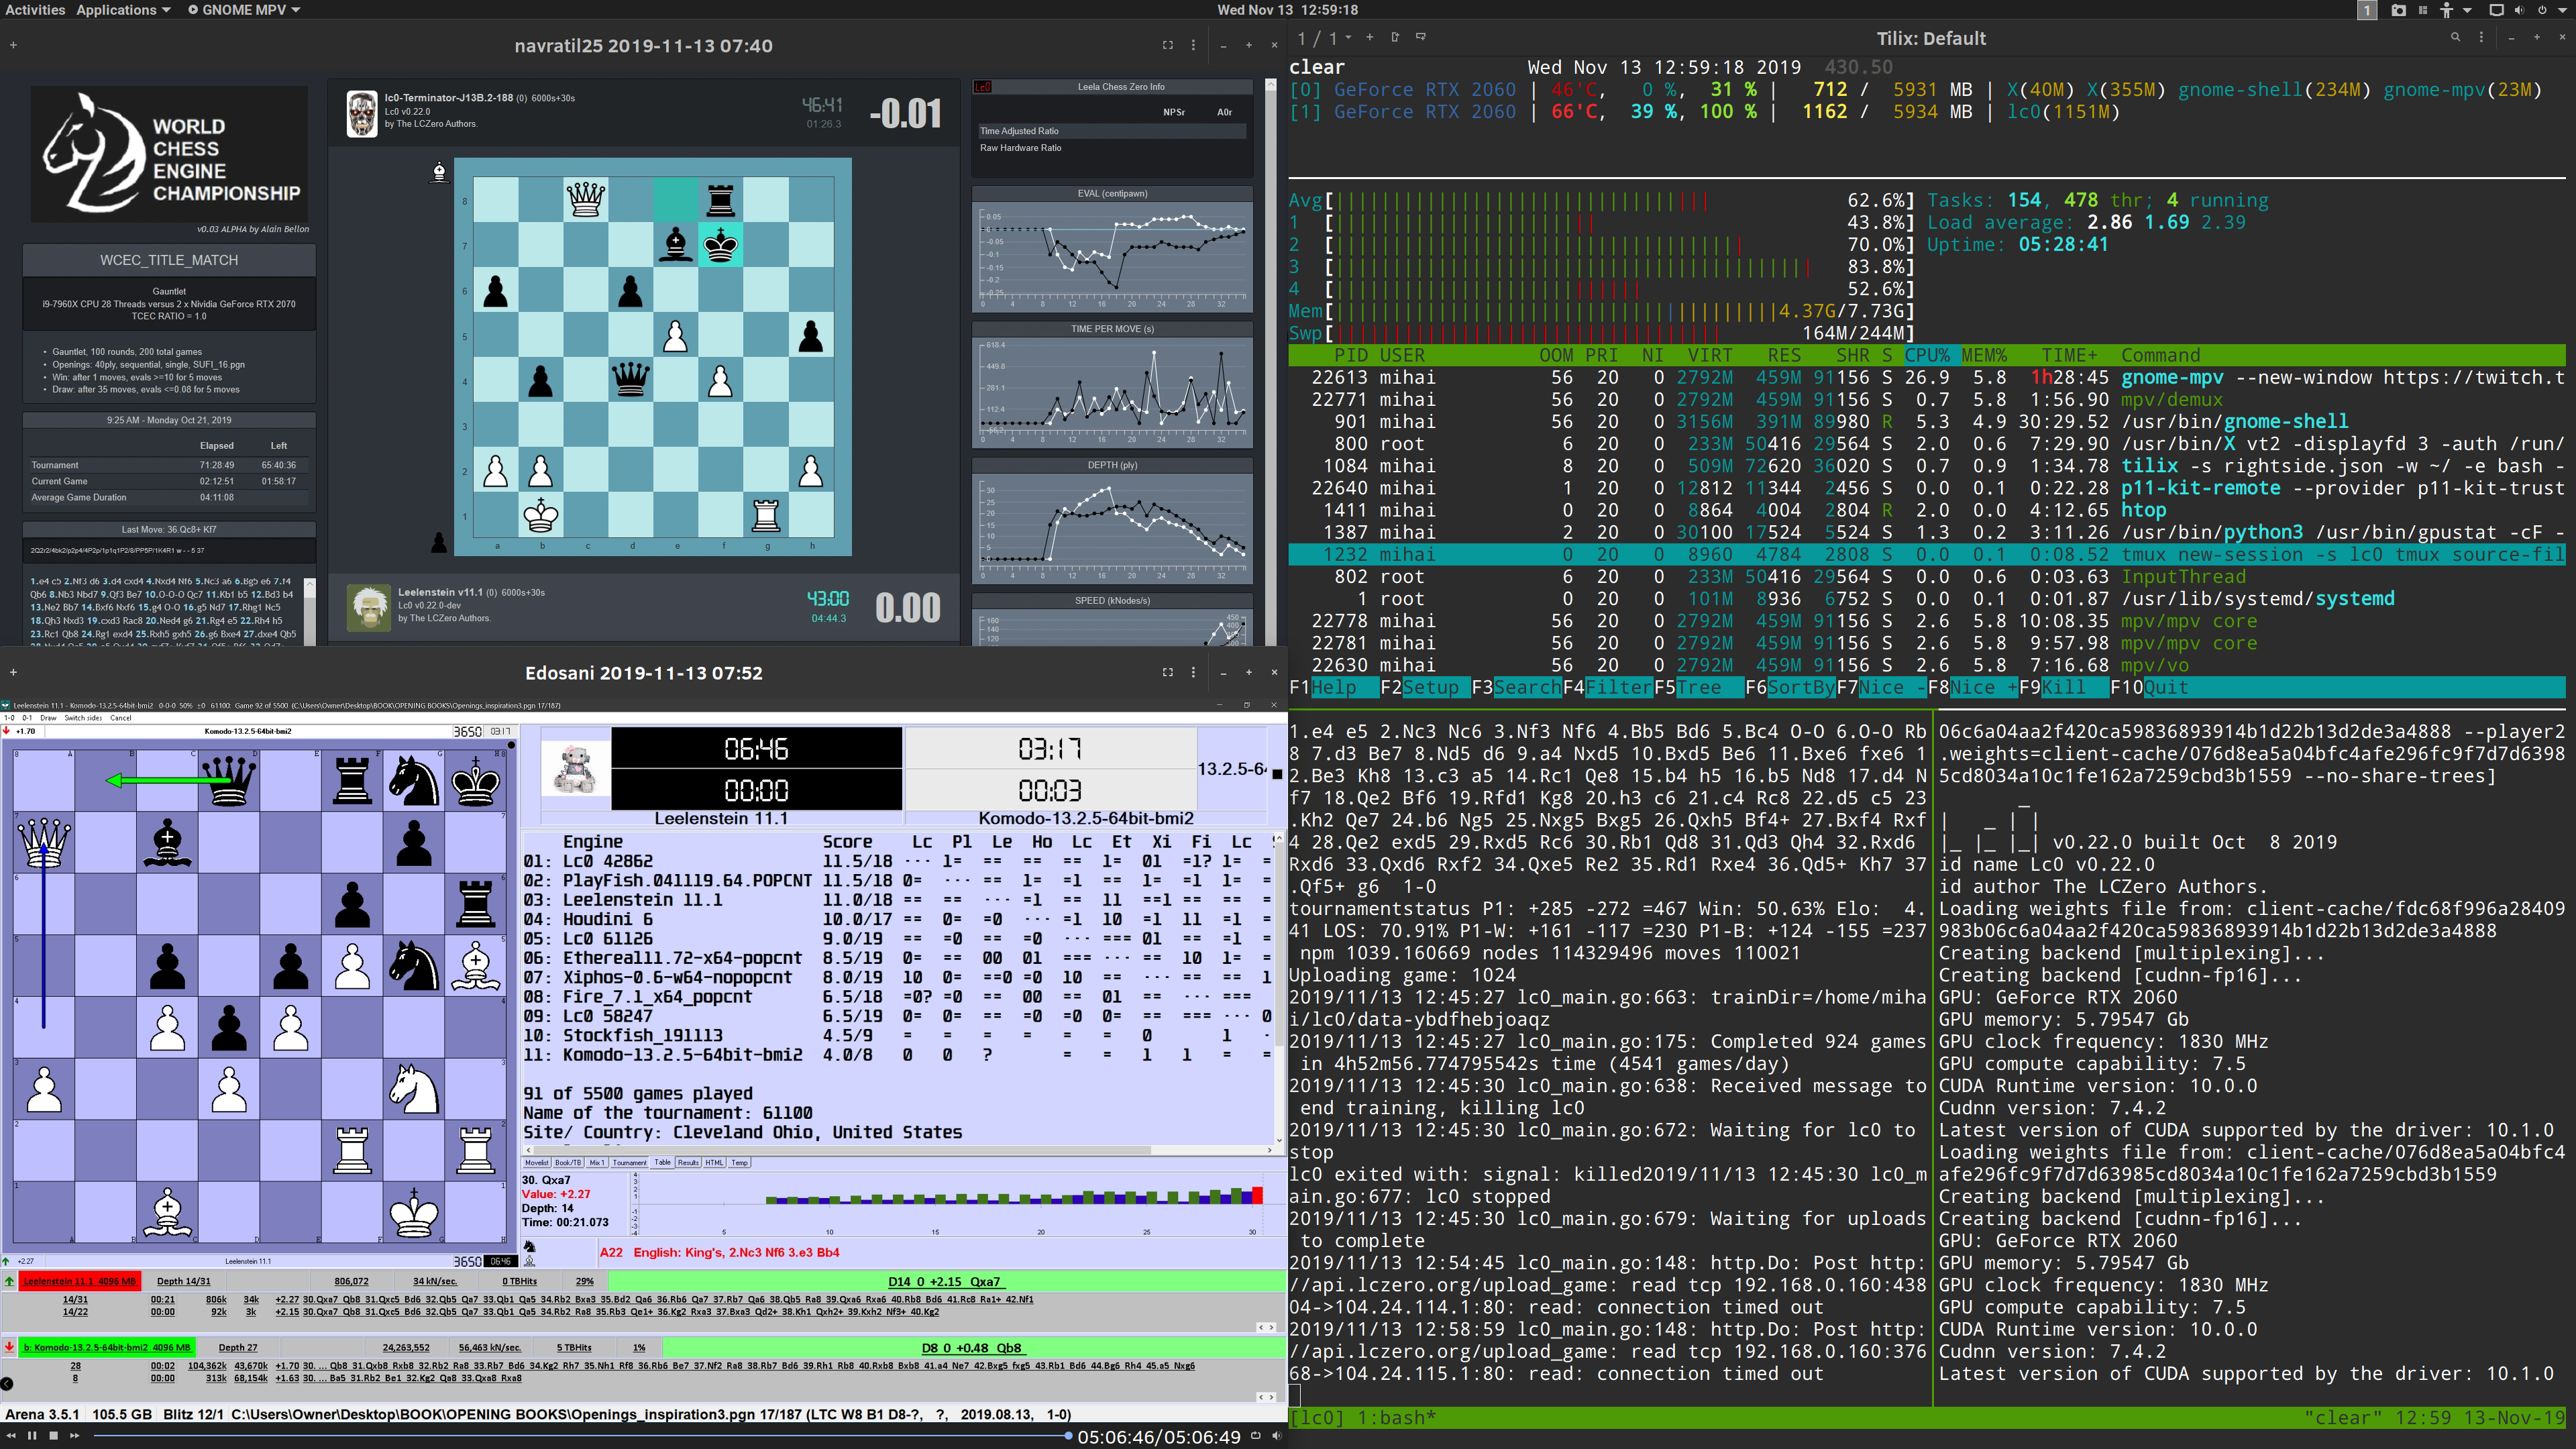 Activities Applications GNOME MPV Wed Nov 13 12:59:18 1
navratil25 2019-11-13 07:40
WORLD
CHESS
ENGINE
CHAMPIONSHIP
v0.03 ALPHA by Alain Bellon
WCEC_TITLE_MATCH
Gauntlet
i9-7960X CPU 28 Threads versus 2 x Nvidia GeForce RTX 2070
TCEC RATIO = 1.0
• Gauntlet, 100 rounds, 200 total games
• Openings: 40ply, sequential, single, SUFI_16.pgn
• Win: after 1 moves, evals >=10 for 5 moves
• Draw: after 35 moves, evals <=0.08 for 5 moves
9:25 AM - Monday Oct 21, 2019
Elapsed Left
Tournament 71:28:49 65:40:36
Current Game 02:12:51 01:58:17
Average Game Duration 04:11:08
Last Move: 36.Qc8+ Kf7
2Q2r2/4bk2/p2p4/4P2p/1p1q1P2/8/PP5P/1K4R1 w - - 5 37
1.e4 c5 2.Nf3 d6 3.d4 cxd4 4.Nxd4 Nf6 5.Nc3 a6 6.Bg5 e6 7.f4
Qb6 8.Nb3 Nbd7 9.Qf3 Be7 10.O-O-O Qc7 11.Kb1 b5 12.Bd3 b4
13.Ne2 Bb7 14.Bxf6 Nxf6 15.g4 O-O 16.g5 Nd7 17.Rhg1 Nc5
18.Qh3 Nxd3 19.cxd3 Rac8 20.Ned4 g6 21.Rg4 e5 22.Rh4 h5
23.Rc1 Qb8 24.Rg1 exd4 25.Rxh5 gxh5 26.g6 Bxe4 27.dxe4 Qb5
lc0-Terminator-J13B.2-188 (0) 6000s+30s
Lc0 v0.22.0
by The LCZero Authors.
46:41
01:26.3
-0.01
8
7
6
5
4
3
2
1
a b c d e f g h
Leelenstein v11.1 (0) 6000s+30s
Lc0 v0.22.0-dev
by The LCZero Authors.
43:00
04:44.3
0.00
Lc0 Leela Chess Zero Info
NPSr A0r
Time Adjusted Ratio
Raw Hardware Ratio
EVAL (centipawn)
0.05
-0.05
-0.1
-0.15
-0.2
-0.25
0 8 12 16 20 24 28 32
TIME PER MOVE (s)
618.4
449.8
281.1
112.4
-56.2
0 8 12 16 20 24 28 32
DEPTH (ply)
30
25
20
15
10
5
0 8 12 16 20 24 28 32
SPEED (kNodes/s)
160
140
120
450
400
350
1 / 1 Tilix: Default
clear Wed Nov 13 12:59:18 2019 430.50
[0] GeForce RTX 2060 | 46'C, 0 %, 31 % | 712 / 5931 MB | X(40M) X(355M) gnome-shell(234M) gnome-mpv(23M)
[1] GeForce RTX 2060 | 66'C, 39 %, 100 % | 1162 / 5934 MB | lc0(1151M)
Avg[ 62.6%] Tasks: 154, 478 thr; 4 running
1 [ 43.8%] Load average: 2.86 1.69 2.39
2 [ 70.0%] Uptime: 05:28:41
3 [ 83.8%]
4 [ 52.6%]
Mem[ 4.37G/7.73G]
Swp[ 164M/244M]
PID USER OOM PRI NI VIRT RES SHR S CPU% MEM% TIME+ Command
22613 mihai 56 20 0 2792M 459M 91156 S 26.9 5.8 1h28:45 gnome-mpv --new-window https://twitch.t
22771 mihai 56 20 0 2792M 459M 91156 S 0.7 5.8 1:56.90 mpv/demux
901 mihai 56 20 0 3156M 391M 89980 R 5.3 4.9 30:29.52 /usr/bin/gnome-shell
800 root 6 20 0 233M 50416 29564 S 2.0 0.6 7:29.90 /usr/bin/X vt2 -displayfd 3 -auth /run/
1084 mihai 8 20 0 509M 72620 36020 S 0.7 0.9 1:34.78 tilix -s rightside.json -w ~/ -e bash -
22640 mihai 1 20 0 12812 11344 2456 S 0.0 0.1 0:22.28 p11-kit-remote --provider p11-kit-trust
1411 mihai 0 20 0 8864 4004 2804 R 2.0 0.0 4:12.65 htop
1387 mihai 2 20 0 30100 17524 5524 S 1.3 0.2 3:11.26 /usr/bin/python3 /usr/bin/gpustat -cF -
1232 mihai 0 20 0 8960 4784 2808 S 0.0 0.1 0:08.52 tmux new-session -s lc0 tmux source-fil
802 root 6 20 0 233M 50416 29564 S 0.0 0.6 0:03.63 InputThread
1 root 0 20 0 101M 8936 6752 S 0.0 0.1 0:01.87 /usr/lib/systemd/systemd
22778 mihai 56 20 0 2792M 459M 91156 S 2.6 5.8 10:08.35 mpv/mpv core
22781 mihai 56 20 0 2792M 459M 91156 S 2.6 5.8 9:57.98 mpv/mpv core
22630 mihai 56 20 0 2792M 459M 91156 S 2.6 5.8 7:16.68 mpv/vo
F1Help F2Setup F3SearchF4FilterF5Tree F6SortByF7Nice -F8Nice +F9Kill F10Quit
1.e4 e5 2.Nc3 Nc6 3.Nf3 Nf6 4.Bb5 Bd6 5.Bc4 O-O 6.O-O Rb
8 7.d3 Be7 8.Nd5 d6 9.a4 Nxd5 10.Bxd5 Be6 11.Bxe6 fxe6 1
2.Be3 Kh8 13.c3 a5 14.Rc1 Qe8 15.b4 h5 16.b5 Nd8 17.d4 N
f7 18.Qe2 Bf6 19.Rfd1 Kg8 20.h3 c6 21.c4 Rc8 22.d5 c5 23
.Kh2 Qe7 24.b6 Ng5 25.Nxg5 Bxg5 26.Qxh5 Bf4+ 27.Bxf4 Rxf
4 28.Qe2 exd5 29.Rxd5 Rc6 30.Rb1 Qd8 31.Qd3 Qh4 32.Rxd6
Rxd6 33.Qxd6 Rxf2 34.Qxe5 Re2 35.Rd1 Rxe4 36.Qd5+ Kh7 37
.Qf5+ g6 1-0
tournamentstatus P1: +285 -272 =467 Win: 50.63% Elo: 4.
41 LOS: 70.91% P1-W: +161 -117 =230 P1-B: +124 -155 =237
npm 1039.160669 nodes 114329496 moves 110021
Uploading game: 1024
2019/11/13 12:45:27 lc0_main.go:663: trainDir=/home/miha
i/lc0/data-ybdfhebjoaqz
2019/11/13 12:45:27 lc0_main.go:175: Completed 924 games
in 4h52m56.774795542s time (4541 games/day)
2019/11/13 12:45:30 lc0_main.go:638: Received message to
end training, killing lc0
2019/11/13 12:45:30 lc0_main.go:672: Waiting for lc0 to
stop
lc0 exited with: signal: killed2019/11/13 12:45:30 lc0_m
ain.go:677: lc0 stopped
2019/11/13 12:45:30 lc0_main.go:679: Waiting for uploads
to complete
2019/11/13 12:54:45 lc0_main.go:148: http.Do: Post http:
//api.lczero.org/upload_game: read tcp 192.168.0.160:438
04->104.24.114.1:80: read: connection timed out
2019/11/13 12:58:59 lc0_main.go:148: http.Do: Post http:
//api.lczero.org/upload_game: read tcp 192.168.0.160:376
68->104.24.115.1:80: read: connection timed out
06c6a04aa2f420ca59836893914b1d22b13d2de3a4888 --player2
.weights=client-cache/076d8ea5a04bfc4afe296fc9f7d7d6398
5cd8034a10c1fe162a7259cbd3b1559 --no-share-trees]
_
| _ | |
|_ |_ |_| v0.22.0 built Oct 8 2019
id name Lc0 v0.22.0
id author The LCZero Authors.
Loading weights file from: client-cache/fdc68f996a28409
983b06c6a04aa2f420ca59836893914b1d22b13d2de3a4888
Creating backend [multiplexing]...
Creating backend [cudnn-fp16]...
GPU: GeForce RTX 2060
GPU memory: 5.79547 Gb
GPU clock frequency: 1830 MHz
GPU compute capability: 7.5
CUDA Runtime version: 10.0.0
Cudnn version: 7.4.2
Latest version of CUDA supported by the driver: 10.1.0
Loading weights file from: client-cache/076d8ea5a04bfc4
afe296fc9f7d7d63985cd8034a10c1fe162a7259cbd3b1559
Creating backend [multiplexing]...
Creating backend [cudnn-fp16]...
GPU: GeForce RTX 2060
GPU memory: 5.79547 Gb
GPU clock frequency: 1830 MHz
GPU compute capability: 7.5
CUDA Runtime version: 10.0.0
Cudnn version: 7.4.2
Latest version of CUDA supported by the driver: 10.1.0
[lc0] 1:bash* "clear" 12:59 13-Nov-19
Edosani 2019-11-13 07:52
Leelenstein 11.1 - Komodo-13.2.5-64bit-bmi2 0-0-0 50% ±0 61100: Game 92 of 5500 (C:\Users\Owner\Desktop\BOOK\OPENING BOOKS\Openings_inspiration3.pgn 17/187)
1-0 0-1 Draw Switch sides Cancel
+1.70 Komodo-13.2.5-64bit-bmi2 3650 03:17
+2.27 Leelenstein 11.1 3650 06:46
06:46 03:17 13.2.5-6
00:00 00:03
Leelenstein 11.1 Komodo-13.2.5-64bit-bmi2
Engine Score Lc Pl Le Ho Lc Et Xi Fi Lc
01: Lc0 42862 11.5/18 ··· 1= == == == 1= 01 =1? 1= =
02: PlayFish.041119.64.POPCNT 11.5/18 0= ··· == 1= =1 == 1= =1 1= =
03: Leelenstein 11.1 11.0/18 == == ··· =1 == 11 ==1 == == =
04: Houdini 6 10.0/17 == 0= =0 ··· =1 10 =1 11 =1 =
05: Lc0 61126 9.0/19 == =0 == =0 ··· === 01 == =1 =
06: Ethereal11.72-x64-popcnt 8.5/19 0= == 00 01 === ··· == 10 1= =
07: Xiphos-0.6-w64-nopopcnt 8.0/19 10 0= ==0 =0 10 == ··· == == 1
08: Fire_7.1_x64_popcnt 6.5/18 =0? =0 == 00 == 01 == ··· ===
09: Lc0 58247 6.5/19 0= 0= == =0 =0 0= == === ··· 0
10: Stockfish_191113 4.5/9 = = = = = = 0 1 ·
11: Komodo-13.2.5-64bit-bmi2 4.0/8 0 0 ? = = 1 1 = =
91 of 5500 games played
Name of the tournament: 61100
Site/ Country: Cleveland Ohio, United States
Movelist Book/TB Mix 1 Tournament Table Results HTML Temp
30. Qxa7
Value: +2.27
Depth: 14
Time: 00:21.073
5 10 15 20 25 30
A22 English: King's, 2.Nc3 Nf6 3.e3 Bb4
Leelenstein 11.1 4096 MB Depth 14/31 806,072 34 kN/sec. 0 TBHits 29% D14 0 +2.15 Qxa7
14/31 00:21 806k 34k +2.27 30.Qxa7 Qb8 31.Qxc5 Bd6 32.Qb5 Qa7 33.Qb1 Qa5 34.Rb2 Bxa3 35.Bd2 Qa6 36.Rb6 Qa7 37.Rb7 Qa6 38.Qb5 Ra8 39.Qxa6 Rxa6 40.Rb8 Bd6 41.Rc8 Ra1+ 42.Nf1
14/22 00:00 92k 3k +2.15 30.Qxa7 Qb8 31.Qxc5 Bd6 32.Qb5 Qa7 33.Qb1 Qa5 34.Rb2 Ra8 35.Rb3 Qe1+ 36.Kg2 Rxa3 37.Bxa3 Qd2+ 38.Kh1 Qxh2+ 39.Kxh2 Nf3+ 40.Kg2
b: Komodo-13.2.5-64bit-bmi2 4096 MB Depth 27 24,263,552 56,463 kN/sec. 5 TBHits 1% D8 0 +0.48 Qb8
28 00:02 104,362k 43,670k +1.70 30. ... Qb8 31.Qxb8 Rxb8 32.Rb2 Ra8 33.Rb7 Bd6 34.Kg2 Rh7 35.Nh1 Rf8 36.Rb6 Be7 37.Nf2 Ra8 38.Rb7 Bd6 39.Rh1 Rb8 40.Rxb8 Bxb8 41.a4 Ne7 42.Bxg5 fxg5 43.Rb1 Bd6 44.Bg6 Rh4 45.a5 Nxg6
8 00:00 313k 68,154k +1.63 30. ... Ba5 31.Rb2 Be1 32.Kg2 Qa8 33.Qxa8 Rxa8
Arena 3.5.1 105.5 GB Blitz 12/1 C:\Users\Owner\Desktop\BOOK\OPENING BOOKS\Openings_inspiration3.pgn 17/187 (LTC W8 B1 D8-?, ?, 2019.08.13, 1-0)
05:06:46/05:06:49